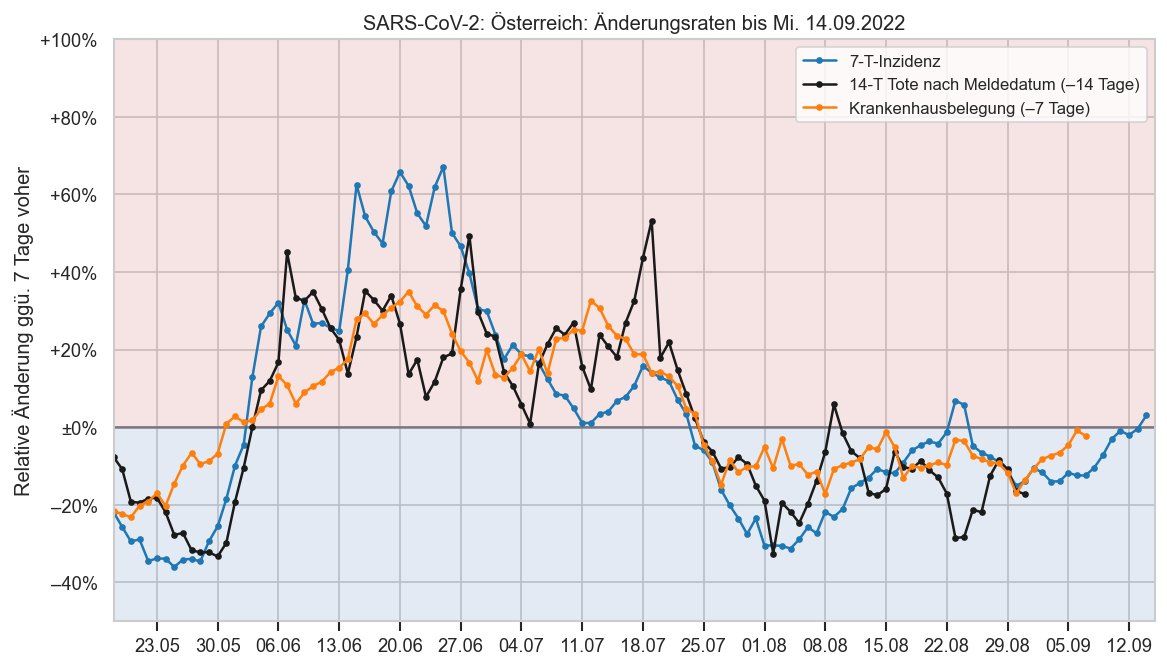 SARS-CoV-2: Österreich: Änderungsraten bis Mi. 14.09.2022
7-T-Inzidenz
14-T Tote nach Meldedatum (–14 Tage)
Krankenhausbelegung (–7 Tage)
Relative Änderung ggü. 7 Tage voher
+100%
+80%
+60%
+40%
+20%
±0%
–20%
–40%
23.05 30.05 06.06 13.06 20.06 27.06 04.07 11.07 18.07 25.07 01.08 08.08 15.08 22.08 29.08 05.09 12.09